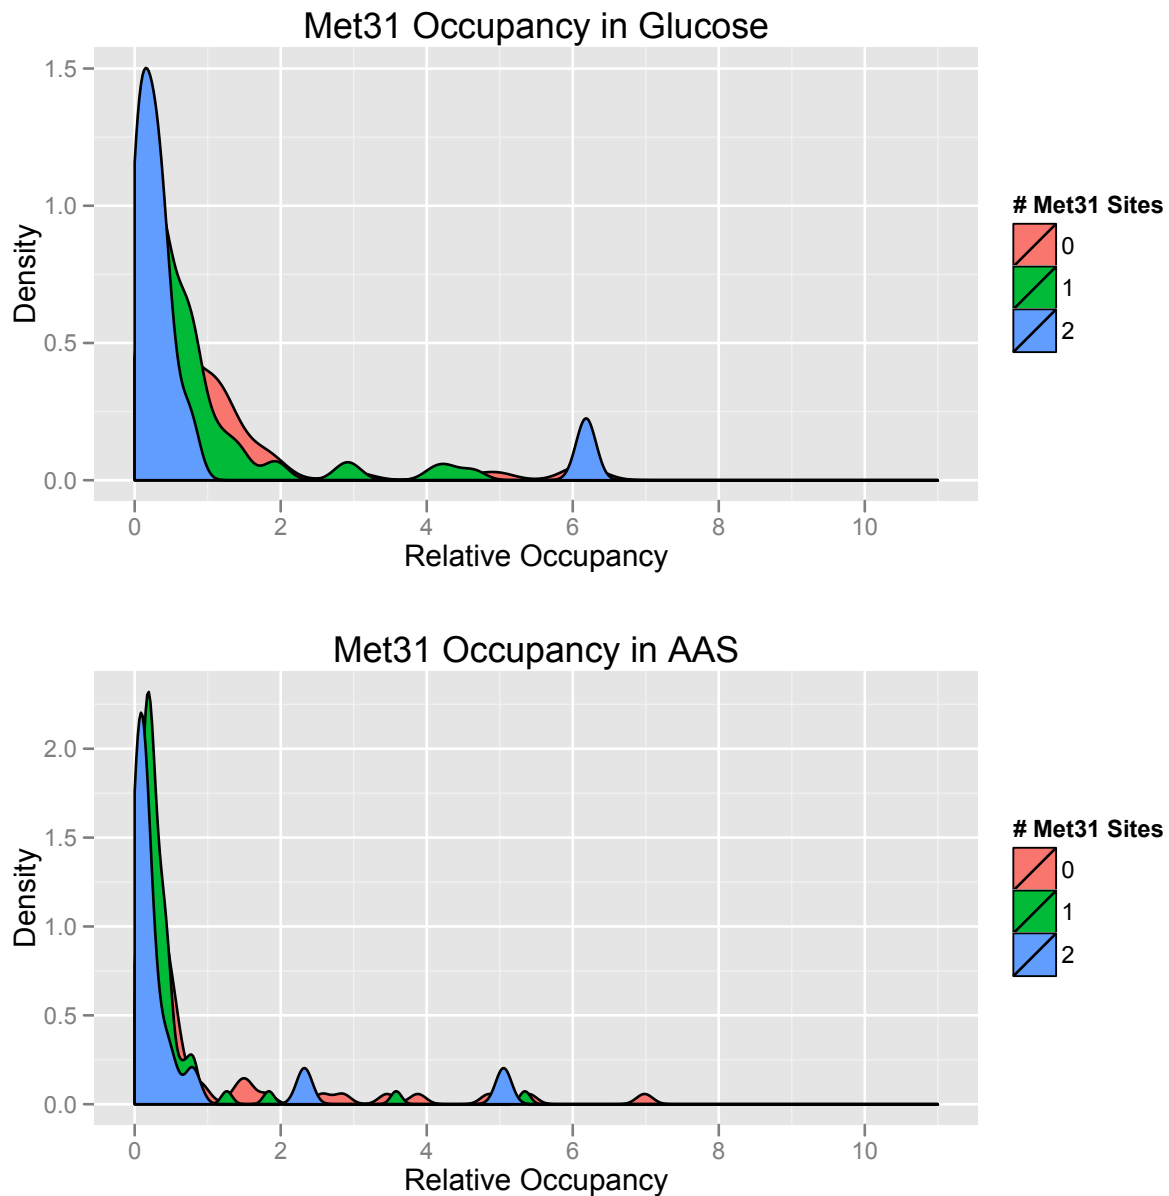 Met31 Occupancy in Glucose
1.5
1.0
0.5
0.0
Density
0 2 4 6 8 10
Relative Occupancy
# Met31 Sites
0
1
2
Met31 Occupancy in AAS
2.0
1.5
1.0
0.5
0.0
Density
0 2 4 6 8 10
Relative Occupancy
# Met31 Sites
0
1
2